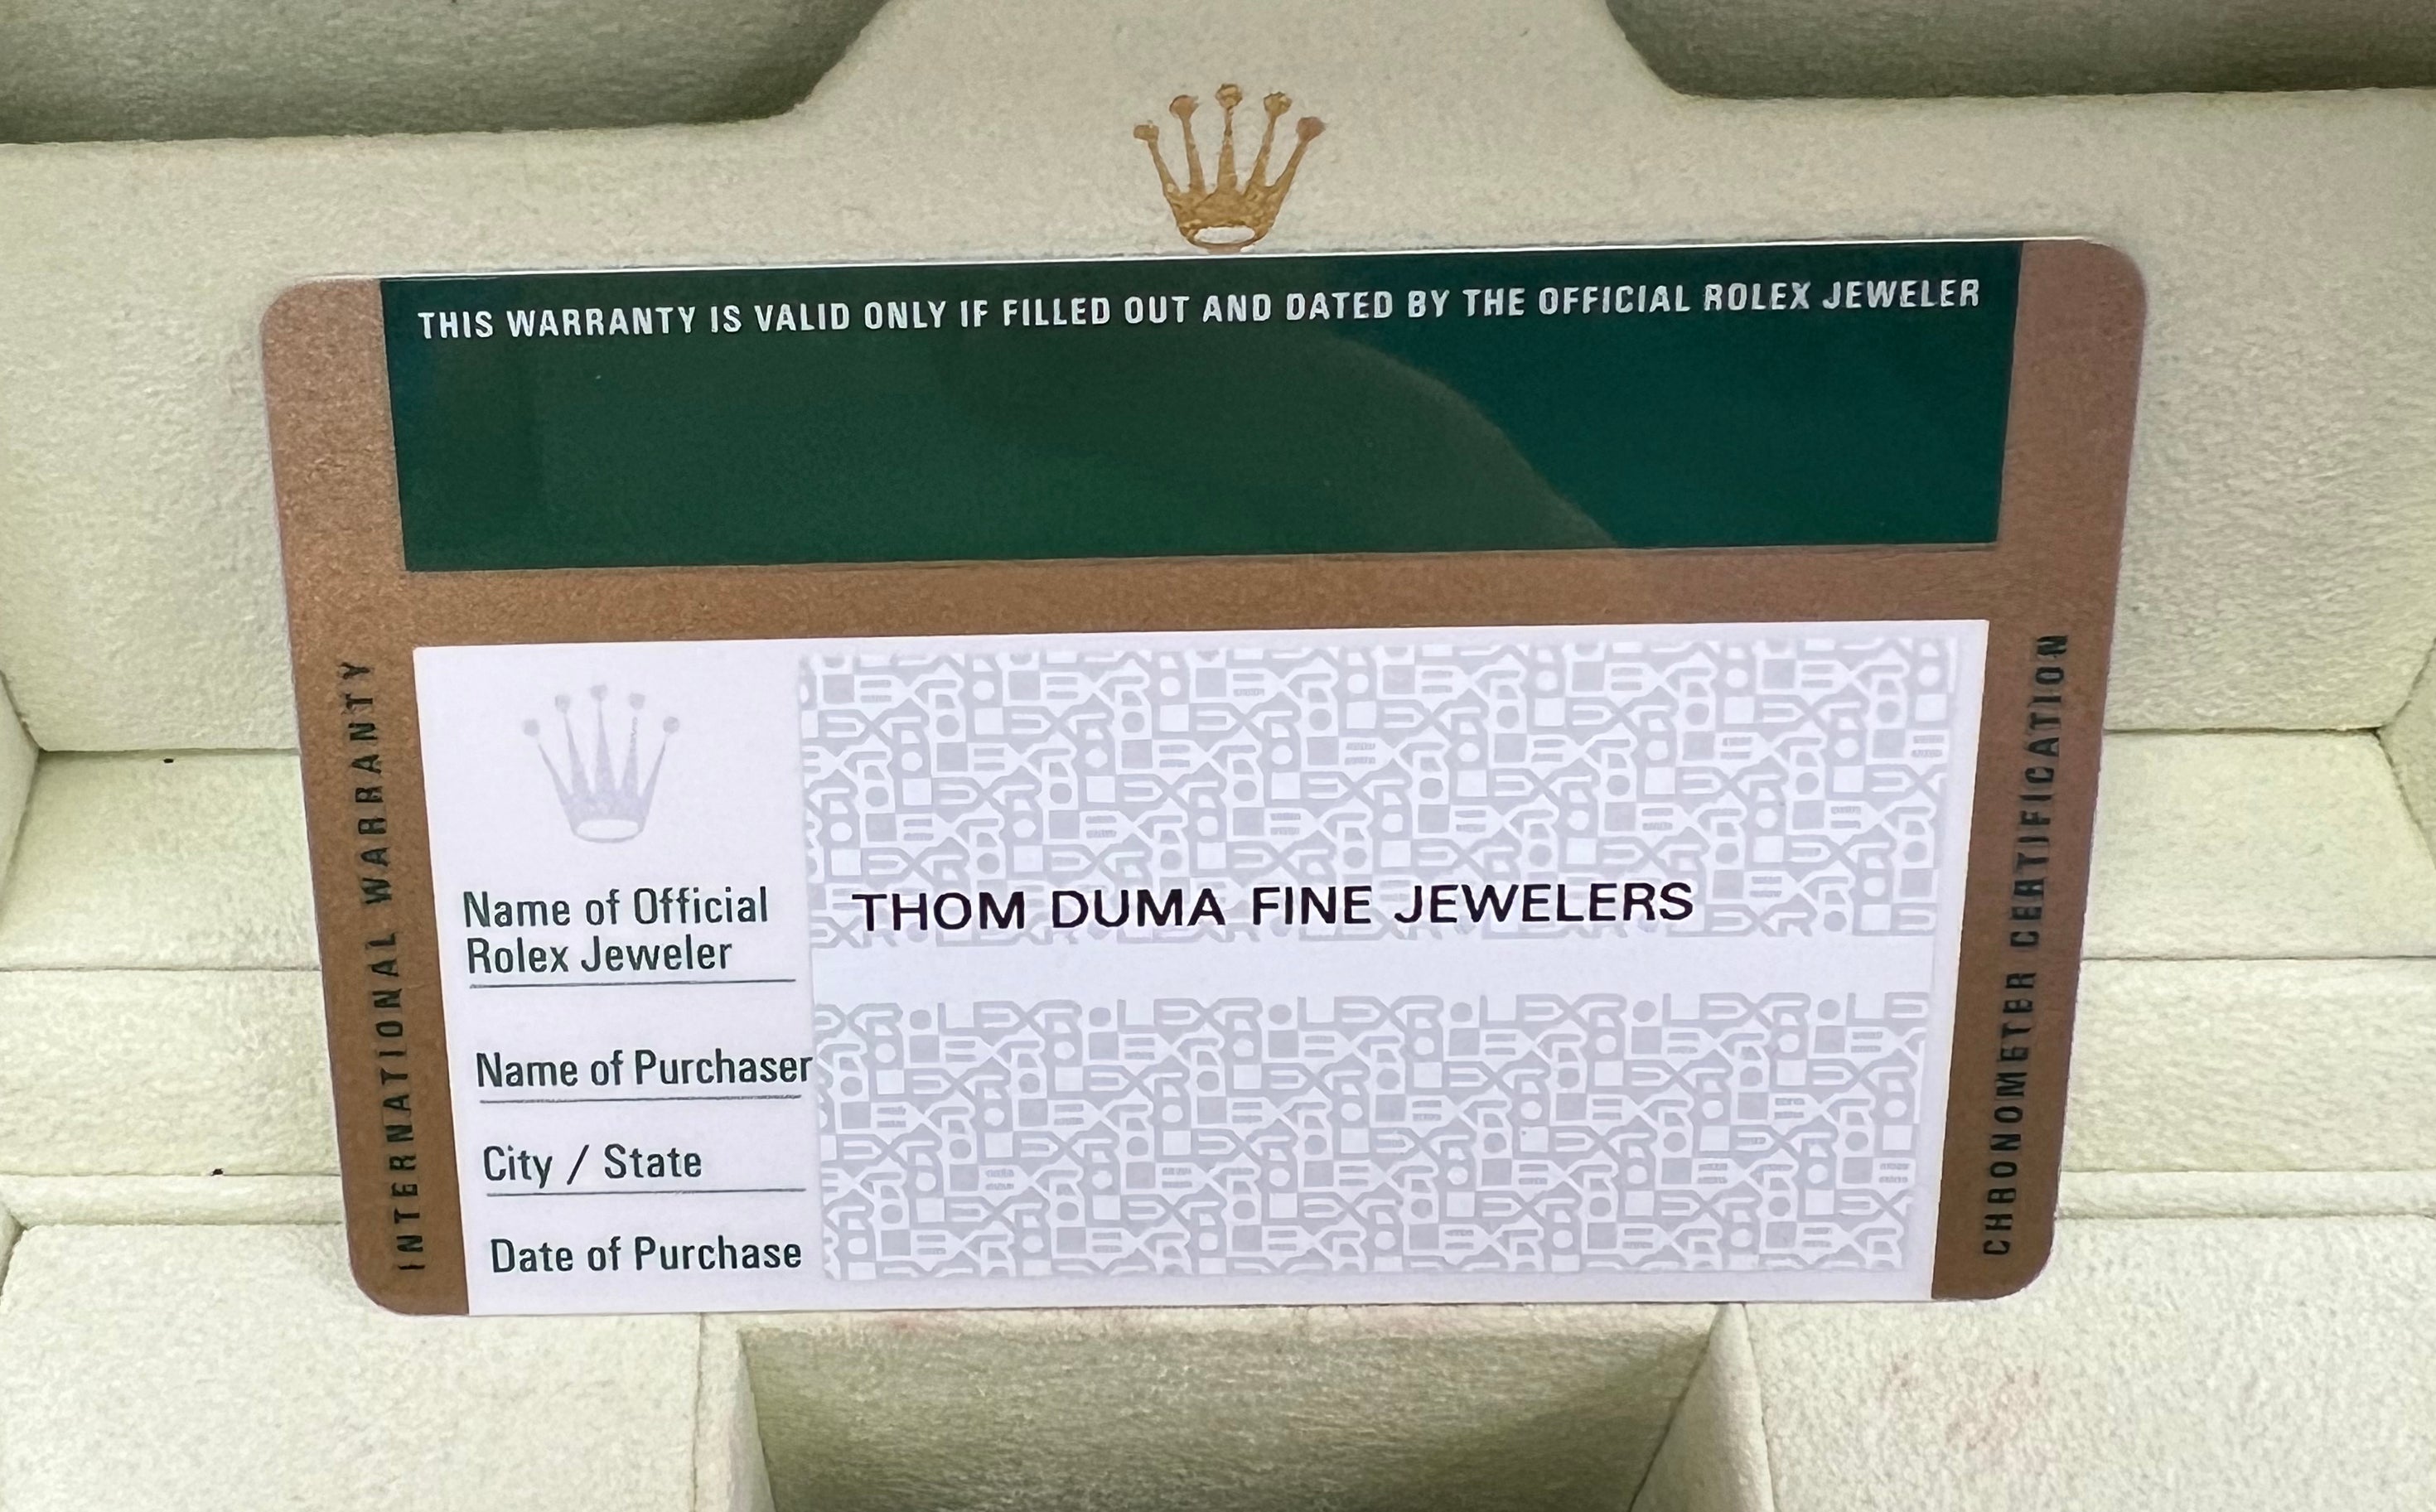 THIS WARRANTY IS VALID ONLY IF FILLED OUT AND DATED BY THE OFFICIAL ROLEX JEWELER
INTERNATIONAL WARRANTY
Name of Official
Rolex Jeweler
THOM DUMA FINE JEWELERS
Name of Purchaser
City / State
Date of Purchase
CHRONOMETER CERTIFICATION